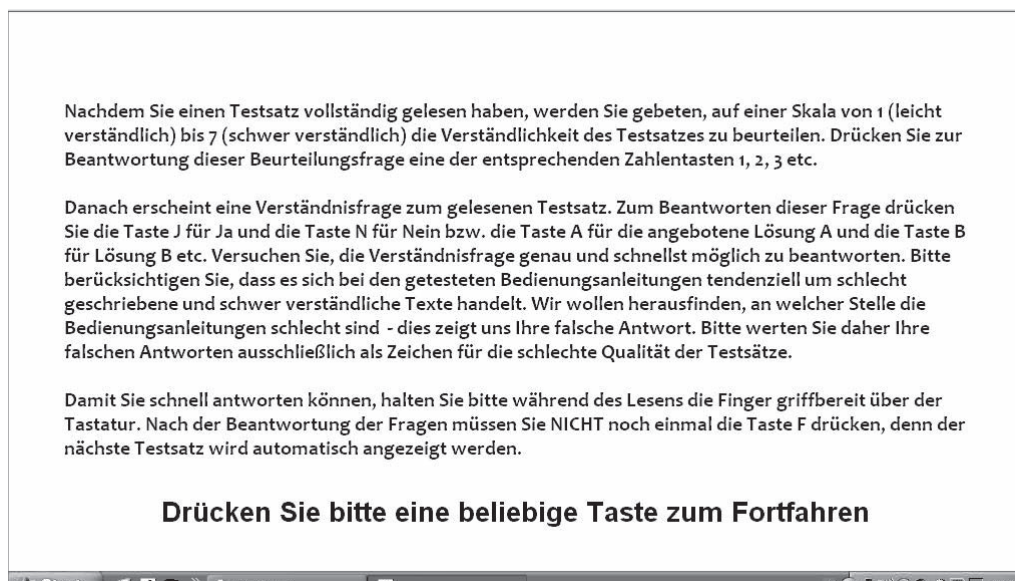 Nachdem Sie einen Testsatz vollständig gelesen haben, werden Sie gebeten, auf einer Skala von 1 (leicht
verständlich) bis 7 (schwer verständlich) die Verständlichkeit des Testsatzes zu beurteilen. Drücken Sie zur
Beantwortung dieser Beurteilungsfrage eine der entsprechenden Zahlentasten 1, 2, 3 etc.
Danach erscheint eine Verständnisfrage zum gelesenen Testsatz. Zum Beantworten dieser Frage drücken
Sie die Taste J für Ja und die Taste N für Nein bzw. die Taste A für die angebotene Lösung A und die Taste B
für Lösung B etc. Versuchen Sie, die Verständnisfrage genau und schnellst möglich zu beantworten. Bitte
berücksichtigen Sie, dass es sich bei den getesteten Bedienungsanleitungen tendenziell um schlecht
geschriebene und schwer verständliche Texte handelt. Wir wollen herausfinden, an welcher Stelle die
Bedienungsanleitungen schlecht sind - dies zeigt uns Ihre falsche Antwort. Bitte werten Sie daher Ihre
falschen Antworten ausschließlich als Zeichen für die schlechte Qualität der Testsätze.
Damit Sie schnell antworten können, halten Sie bitte während des Lesens die Finger griffbereit über der
Tastatur. Nach der Beantwortung der Fragen müssen Sie NICHT noch einmal die Taste F drücken, denn der
nächste Testsatz wird automatisch angezeigt werden.
Drücken Sie bitte eine beliebige Taste zum Fortfahren